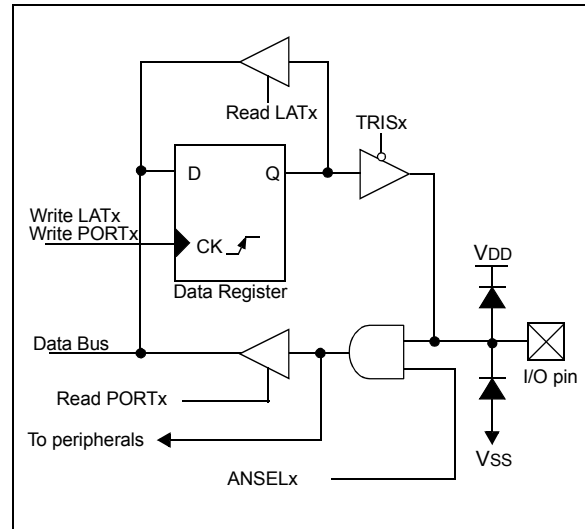 Read LATx
TRISx
D Q
Write LATx
Write PORTx
CK
VDD
Data Register
Data Bus
I/O pin
Read PORTx
To peripherals
VSS
ANSELx